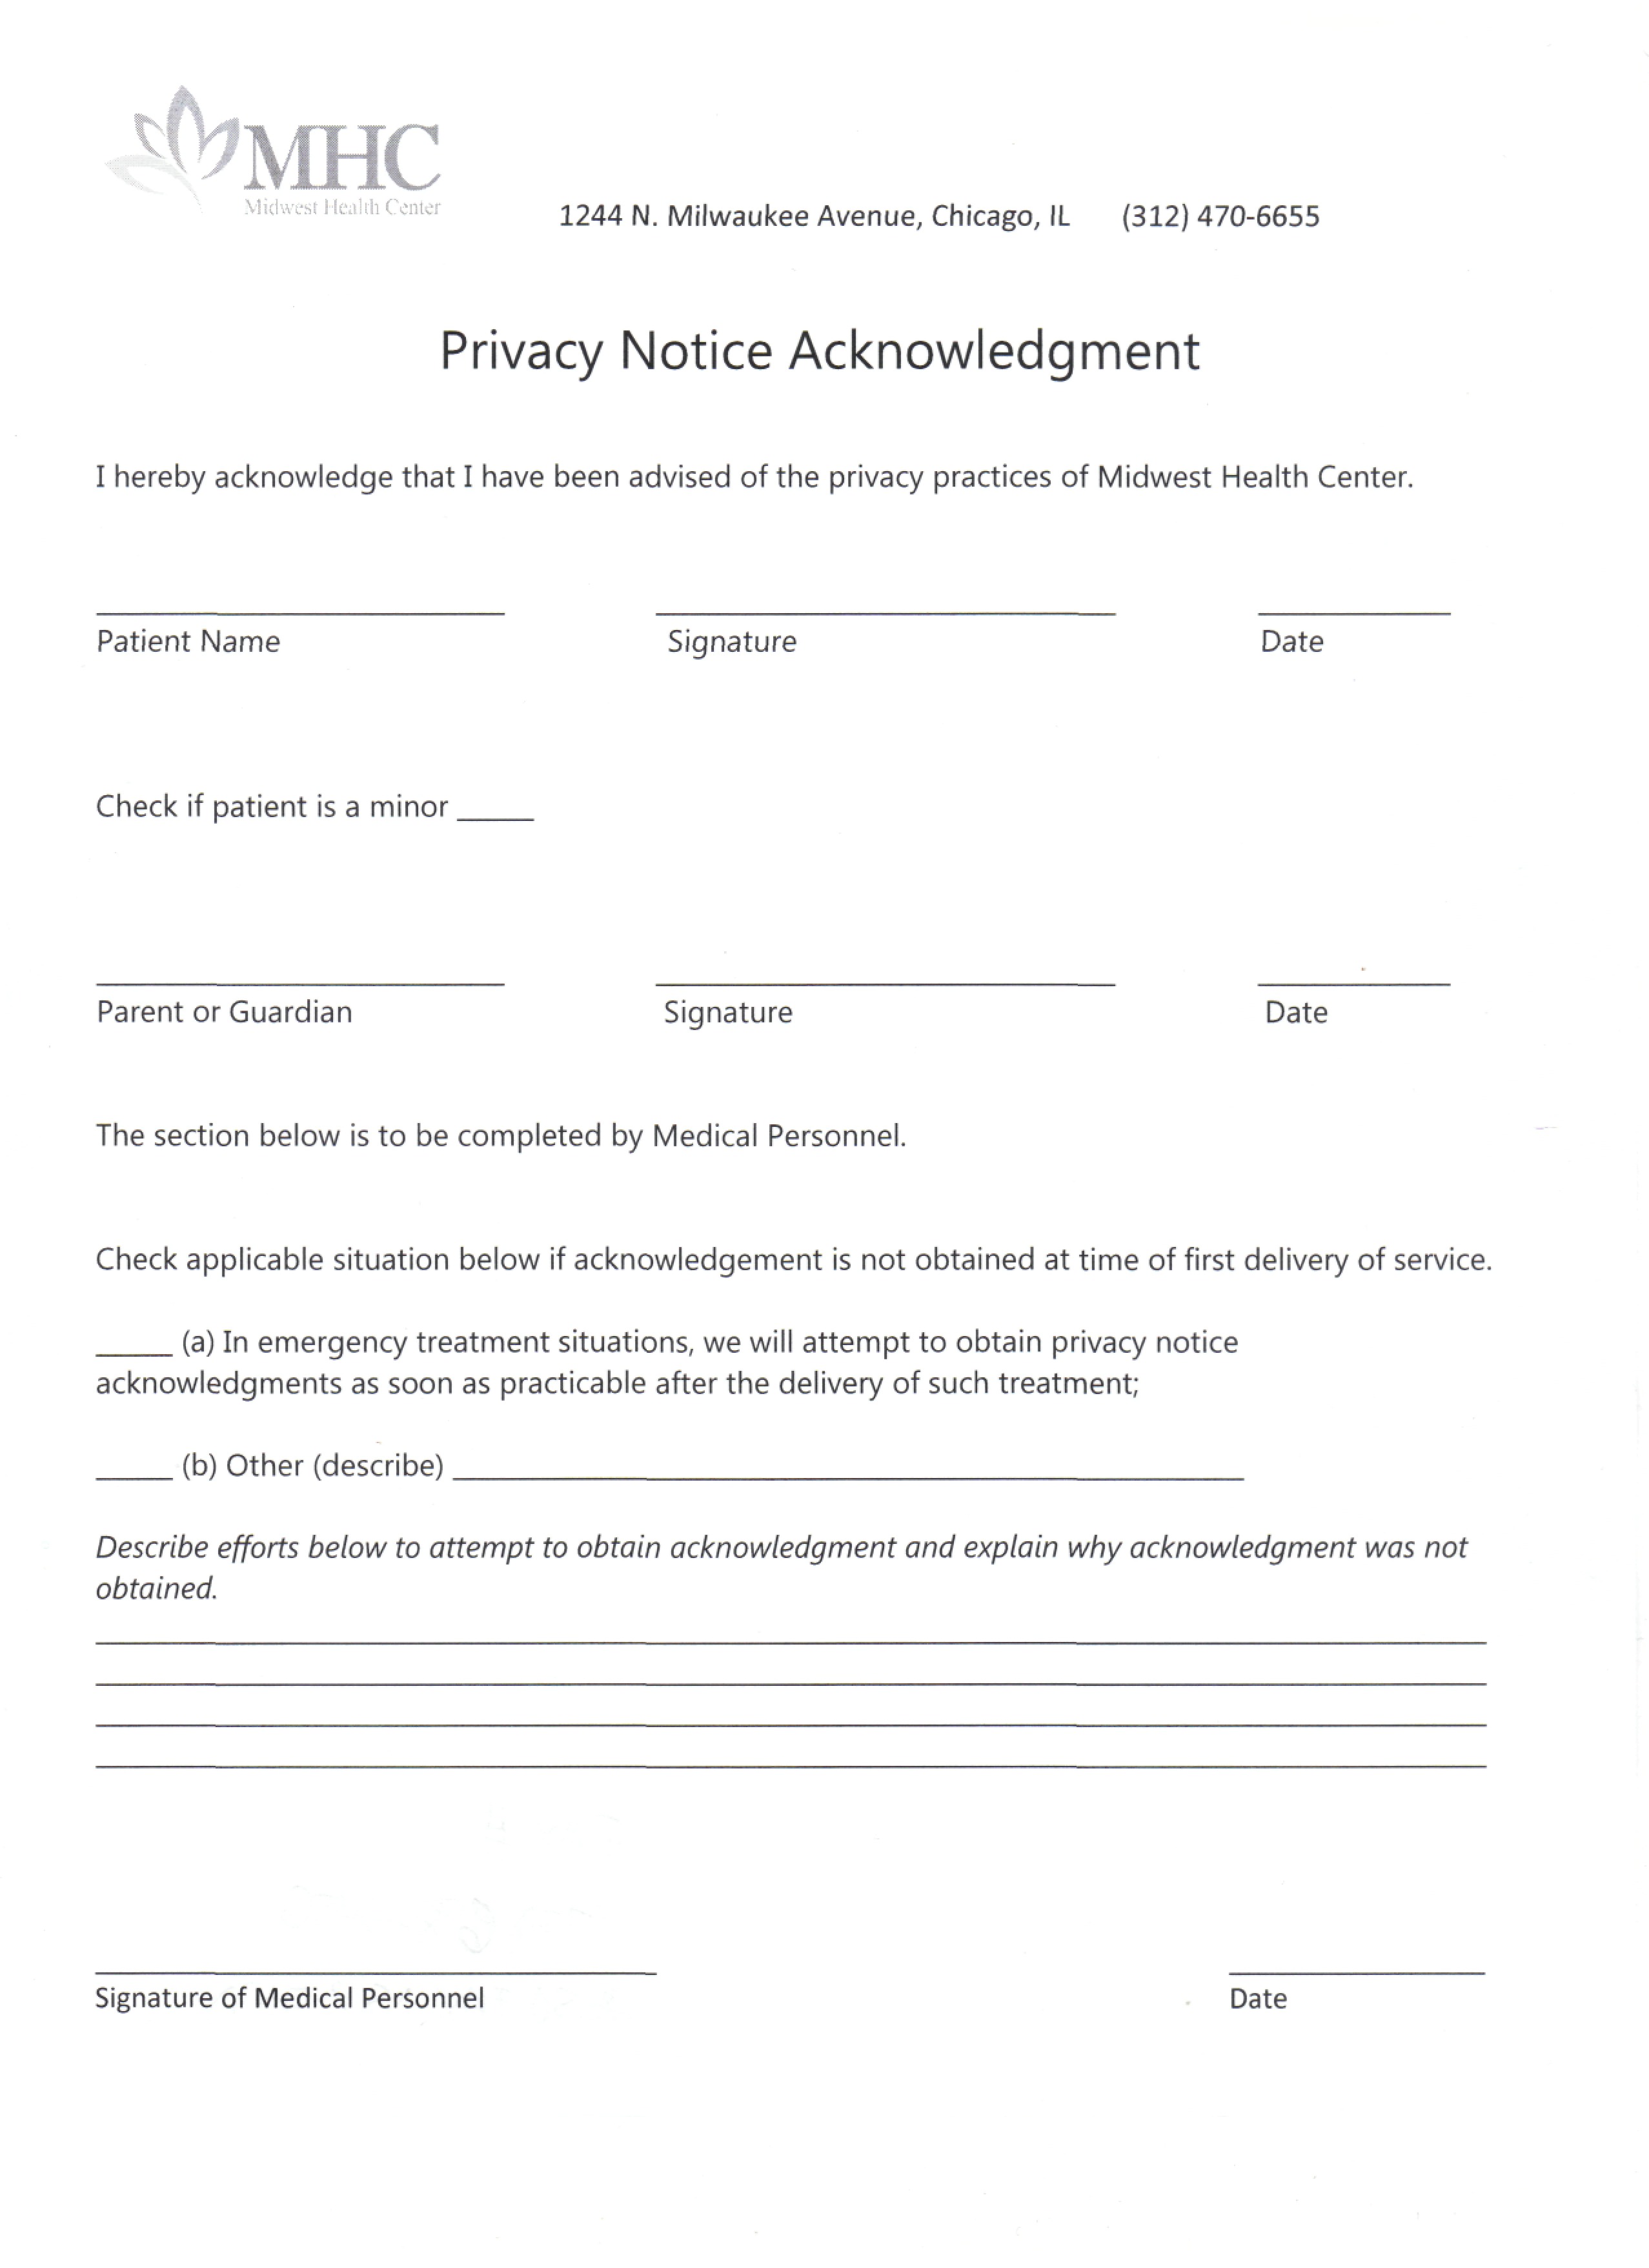 MHC
Midwest Health Center
1244 N. Milwaukee Avenue, Chicago, IL (312) 470-6655
Privacy Notice Acknowledgment
I hereby acknowledge that I have been advised of the privacy practices of Midwest Health Center.
Patient Name Signature Date
Check if patient is a minor _____
Parent or Guardian Signature Date
The section below is to be completed by Medical Personnel.
Check applicable situation below if acknowledgement is not obtained at time of first delivery of service.
_____ (a) In emergency treatment situations, we will attempt to obtain privacy notice
acknowledgments as soon as practicable after the delivery of such treatment;
_____ (b) Other (describe) _____
Describe efforts below to attempt to obtain acknowledgment and explain why acknowledgment was not
obtained.
Signature of Medical Personnel Date